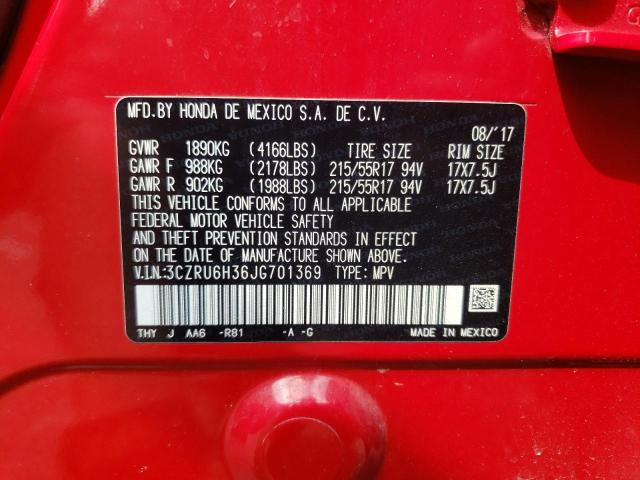 MFD.BY HONDA DE MEXICO S.A. DE C.V.
08/'17
GVWR 1890KG (4166LBS) TIRE SIZE RIM SIZE
GAWR F 988KG (2178LBS) 215/55R17 94V 17X7.5J
GAWR R 902KG (1988LBS) 215/55R17 94V 17X7.5J
THIS VEHICLE CONFORMS TO ALL APPLICABLE
FEDERAL MOTOR VEHICLE SAFETY
AND THEFT PREVENTION STANDARDS IN EFFECT
ON THE DATE OF MANUFACTURE SHOWN ABOVE.
V.I.N.:3CZRU6H36JG701369 TYPE: MPV
THY J AA6 -R81 -A -G
MADE IN MEXICO